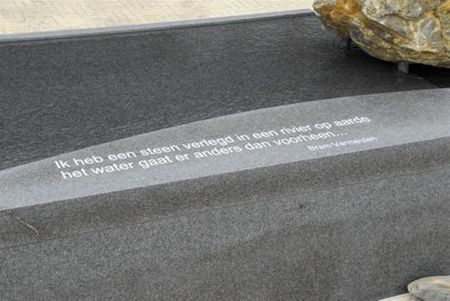 Ik heb een steen verlegd in een rivier op aarde
het water gaat er anders dan voorheen...
Bram Vermeulen